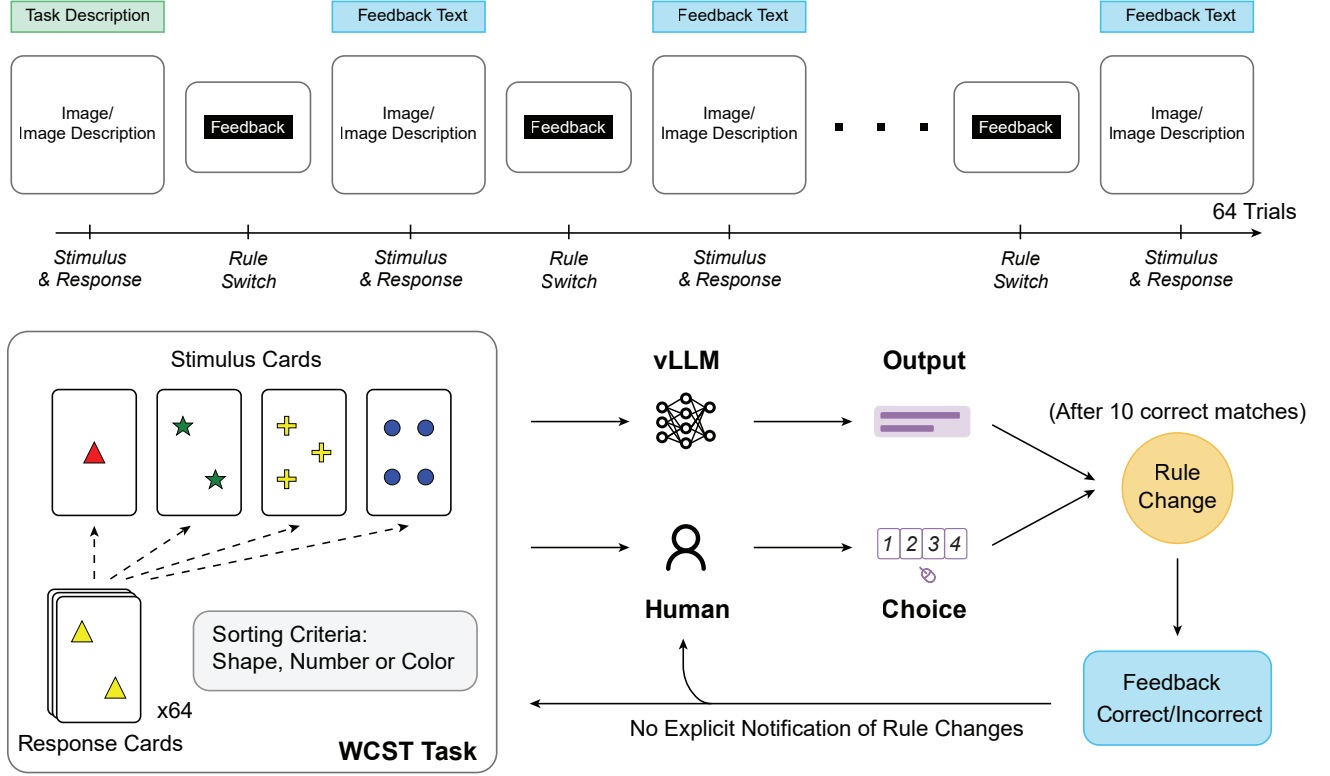 Task Description
Feedback Text
Feedback Text
Feedback Text
Image/
Image Description
Feedback
Image/
Image Description
Feedback
Image/
Image Description
Feedback
Image/
Image Description
64 Trials
Stimulus
& Response
Rule
Switch
Stimulus
& Response
Rule
Switch
Stimulus
& Response
Rule
Switch
Stimulus
& Response
Stimulus Cards
Sorting Criteria:
Shape, Number or Color
x64
Response Cards
WCST Task
vLLM
Output
(After 10 correct matches)
Rule
Change
1 2 3 4
Human
Choice
Feedback
Correct/Incorrect
No Explicit Notification of Rule Changes